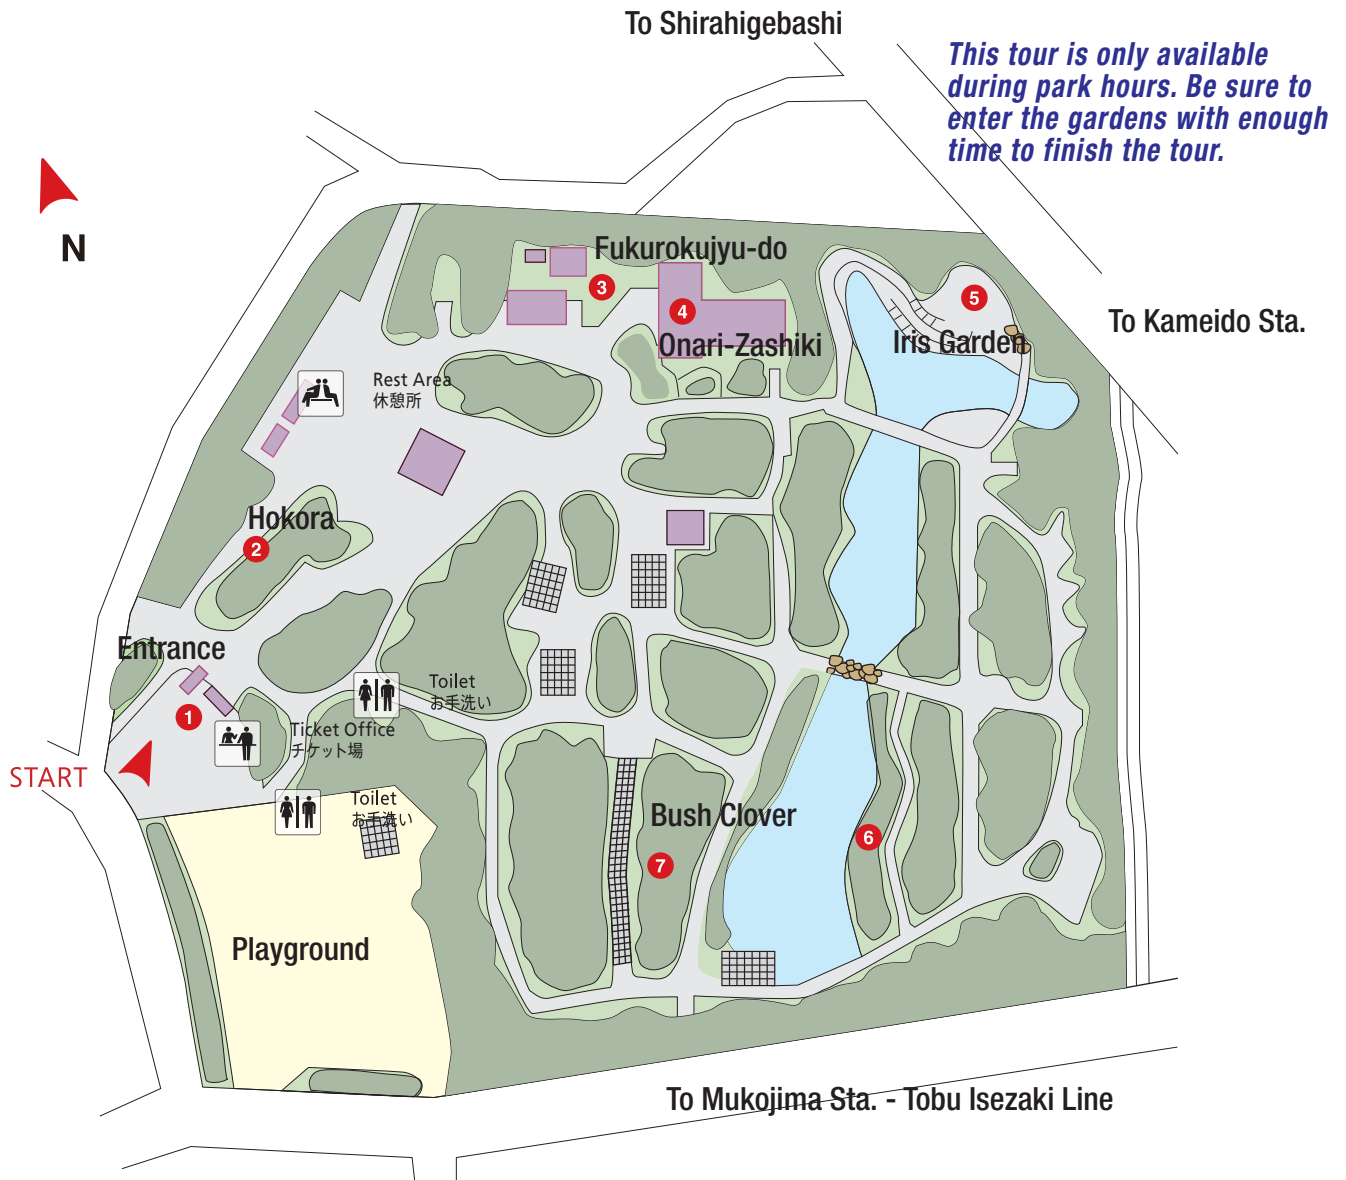 To Shirahigebashi
This tour is only available
during park hours. Be sure to
enter the gardens with enough
time to finish the tour.
N
Fukurokujyu-do
3
4
5
Onari-Zashiki
Iris Garden
To Kameido Sta.
Rest Area
休憩所
Hokora
2
Entrance
1
Toilet
お手洗い
Ticket Office
チケット場
START
Toilet
お手洗い
Bush Clover
6
7
Playground
To Mukojima Sta. - Tobu Isezaki Line